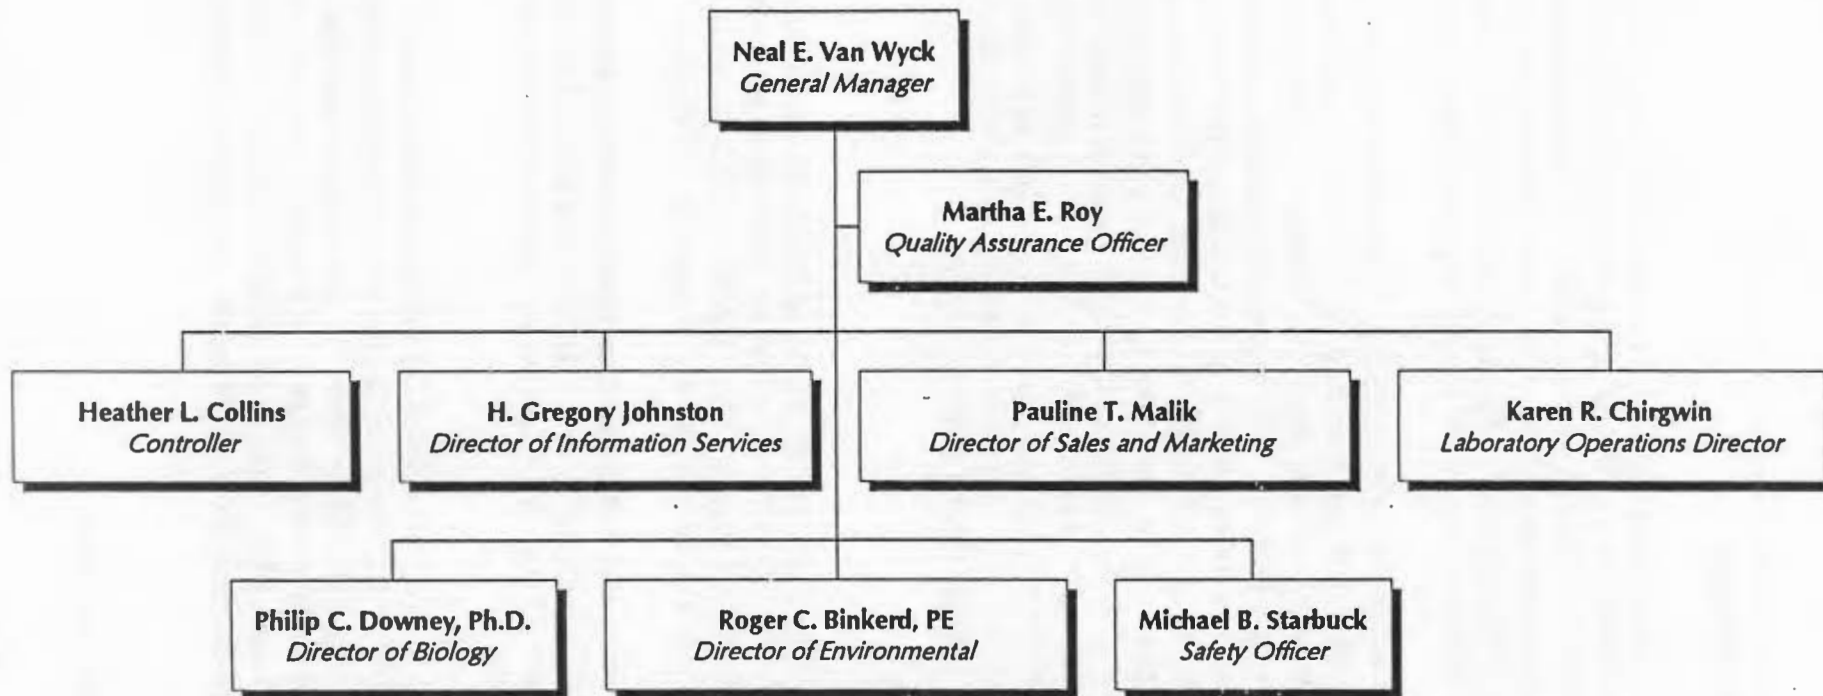 Neal E. Van Wyck
General Manager
Martha E. Roy
Quality Assurance Officer
Heather L. Collins
Controller
H. Gregory Johnston
Director of Information Services
Pauline T. Malik
Director of Sales and Marketing
Karen R. Chirgwin
Laboratory Operations Director
Philip C. Downey, Ph.D.
Director of Biology
Roger C. Binkerd, PE
Director of Environmental
Michael B. Starbuck
Safety Officer